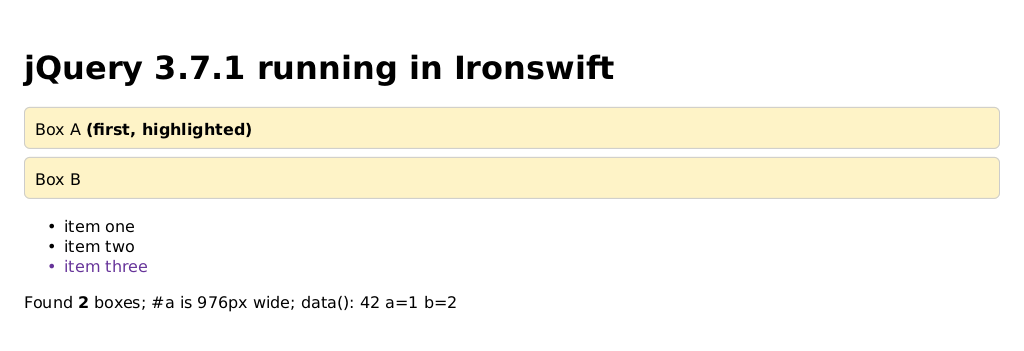 jQuery 3.7.1 running in Ironswift
Box A (first, highlighted)
Box B
• item one
• item two
• item three
Found 2 boxes; #a is 976px wide; data(): 42 a=1 b=2